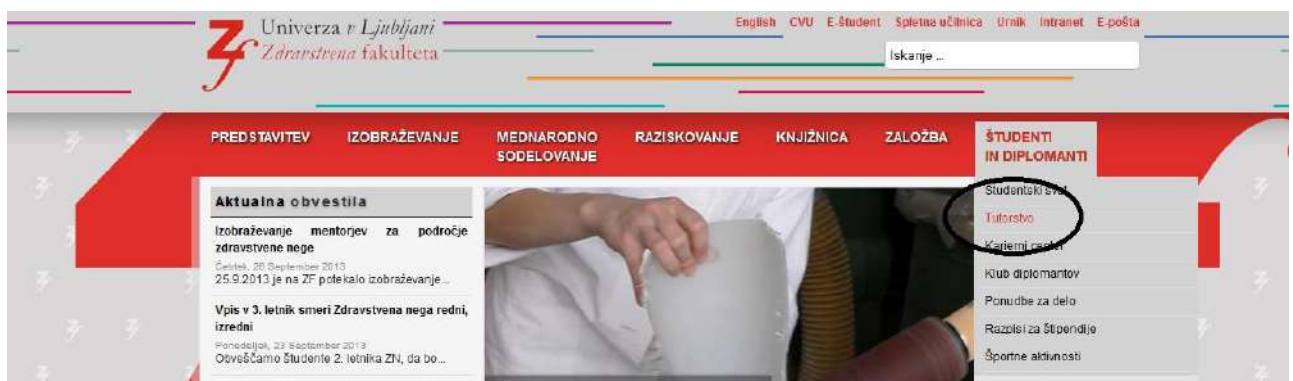 Univerza v Ljubljani
Zdravstvena fakulteta
English CVU E-Študent Spletna učilnica Urnik Intranet E-pošta
Iskanje ...
PREDSTAVITEV IZOBRAŽEVANJE MEDNARODNO SODELOVANJE RAZISKOVANJE KNJIŽNICA ZALOŽBA ŠTUDENTI IN DIPLOMANTI
Aktualna obvestila
Izobraževanje mentorjev za področje
zdravstvene nege
Četrtek, 26 September 2013
25.9.2013 je na ZF potekalo izobraževanje...
Vpis v 3. letnik smeri Zdravstvena nega redni,
izredni
Ponedeljek, 23 September 2013
Obveščamo študente 2. letnika ZN, da bo...
Študentski svet
Tutorstvo
Karierni center
Klub diplomantov
Ponudbe za delo
Razpisi za štipendije
Športne aktivnosti